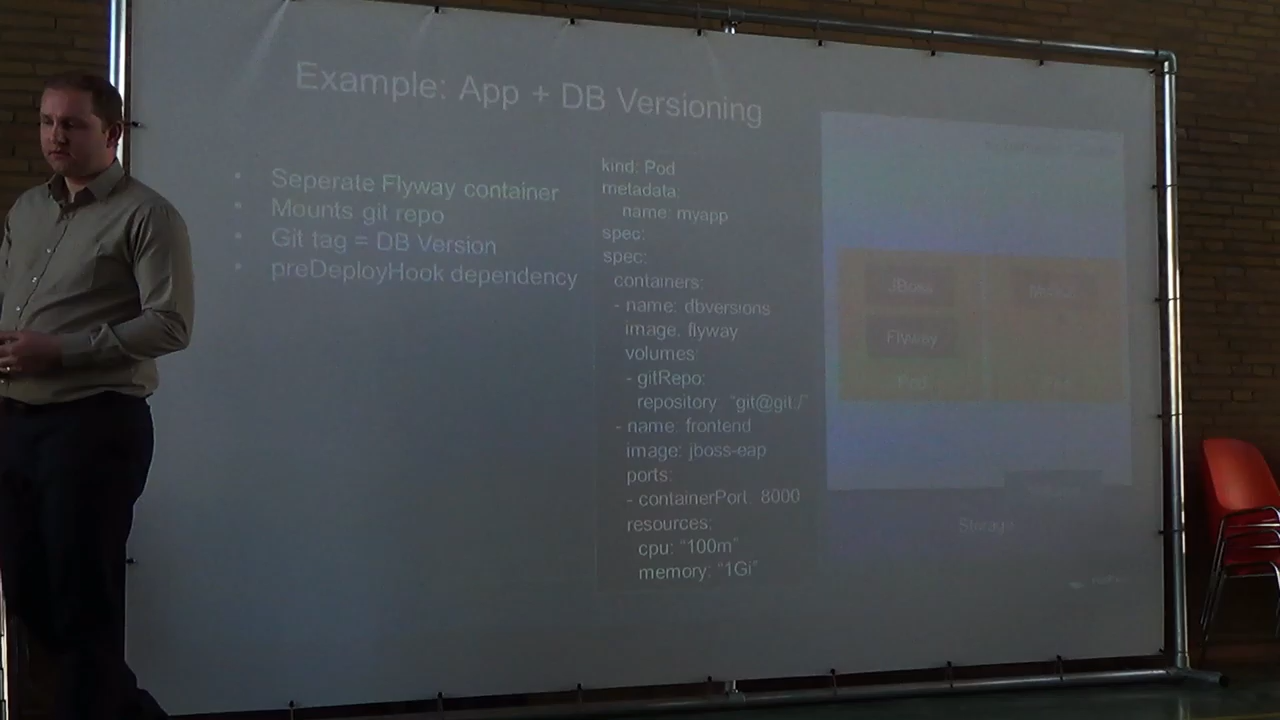 Example: App + DB Versioning
• Seperate Flyway container
• Mounts git repo
• Git tag = DB Version
• preDeployHook dependency
kind: Pod
metadata:
name: myapp
spec:
spec:
containers:
- name: dbversions
image: flyway
volumes:
- gitRepo:
repository "git@git:/"
- name: frontend
image: jboss-eap
ports:
- containerPort 8000
resources:
cpu: "100m"
memory: "1Gi"
JBoss
Flyway
Storage